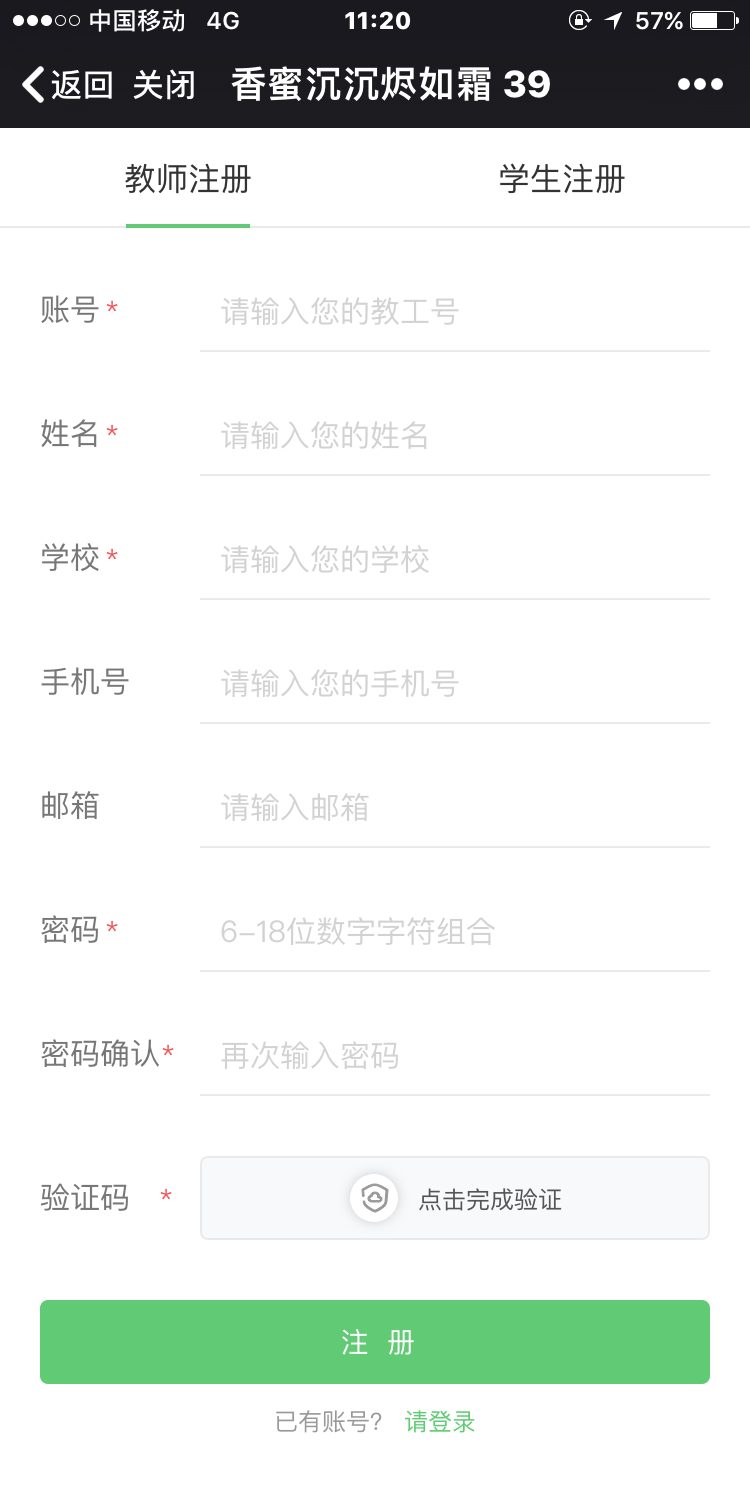 中国移动 4G 11:20 57%
返回 关闭 香蜜沉沉烬如霜 39
教师注册 学生注册
账号* 请输入您的教工号
姓名* 请输入您的姓名
学校* 请输入您的学校
手机号 请输入您的手机号
邮箱 请输入邮箱
密码* 6-18位数字字符组合
密码确认* 再次输入密码
验证码 * 点击完成验证
注 册
已有账号? 请登录